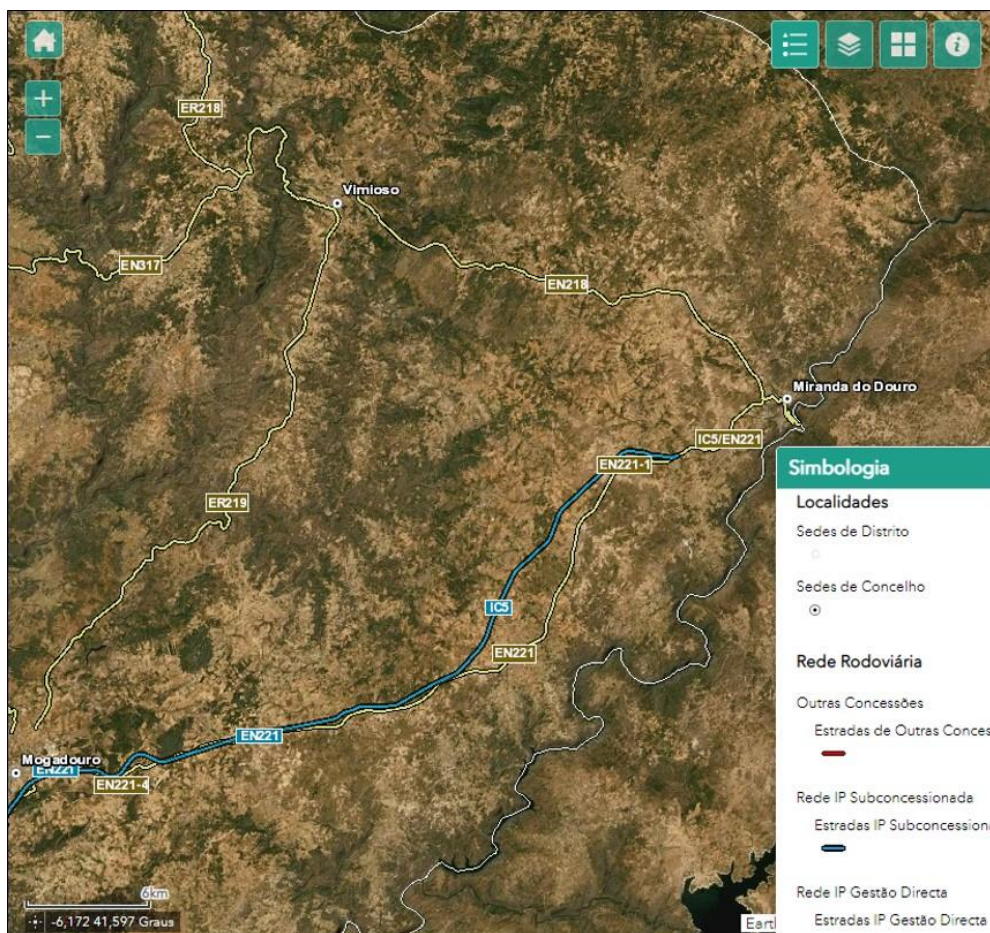 ER218
Vimioso
EN317
EN218
Miranda do Douro
IC5/EN221
EN221-1
ER219
IC5
EN221
EN221
Mogadouro
EN221
EN221-4
6km
-6,172 41,597 Graus
Simbologia
Localidades
Sedes de Distrito
Sedes de Concelho
Rede Rodoviária
Outras Concessões
Estradas de Outras Conces
Rede IP Subconcessionada
Estradas IP Subconcession
Rede IP Gestão Directa
Estradas IP Gestão Directa
Eart